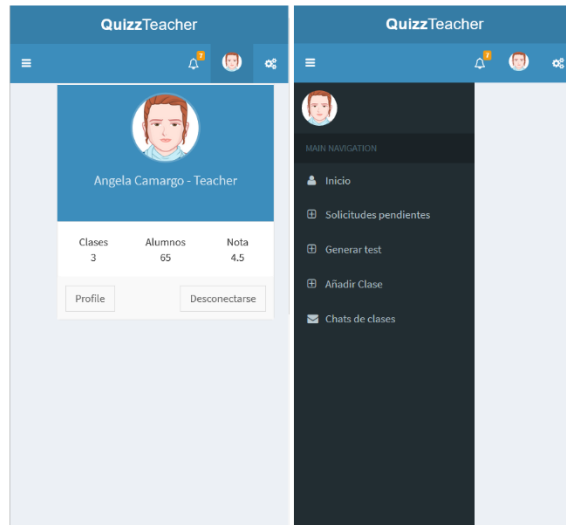 QuizzTeacher
Angela Camargo - Teacher
Clases Alumnos Nota
3 65 4.5
Profile Desconectarse
QuizzTeacher
MAIN NAVIGATION
Inicio
Solicitudes pendientes
Generar test
Añadir Clase
Chats de clases